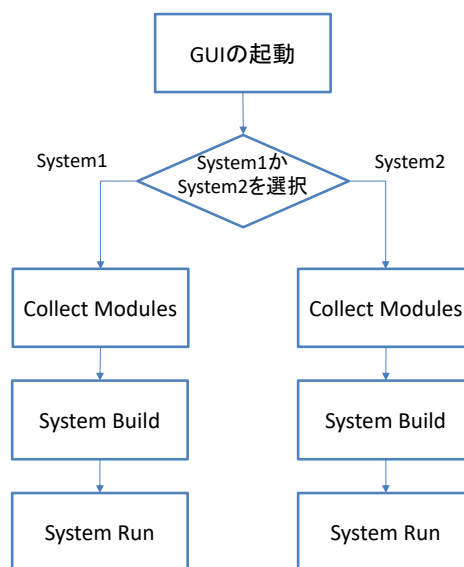 GUIの起動
System1か
System2を選択
System1
System2
Collect Modules
Collect Modules
System Build
System Build
System Run
System Run